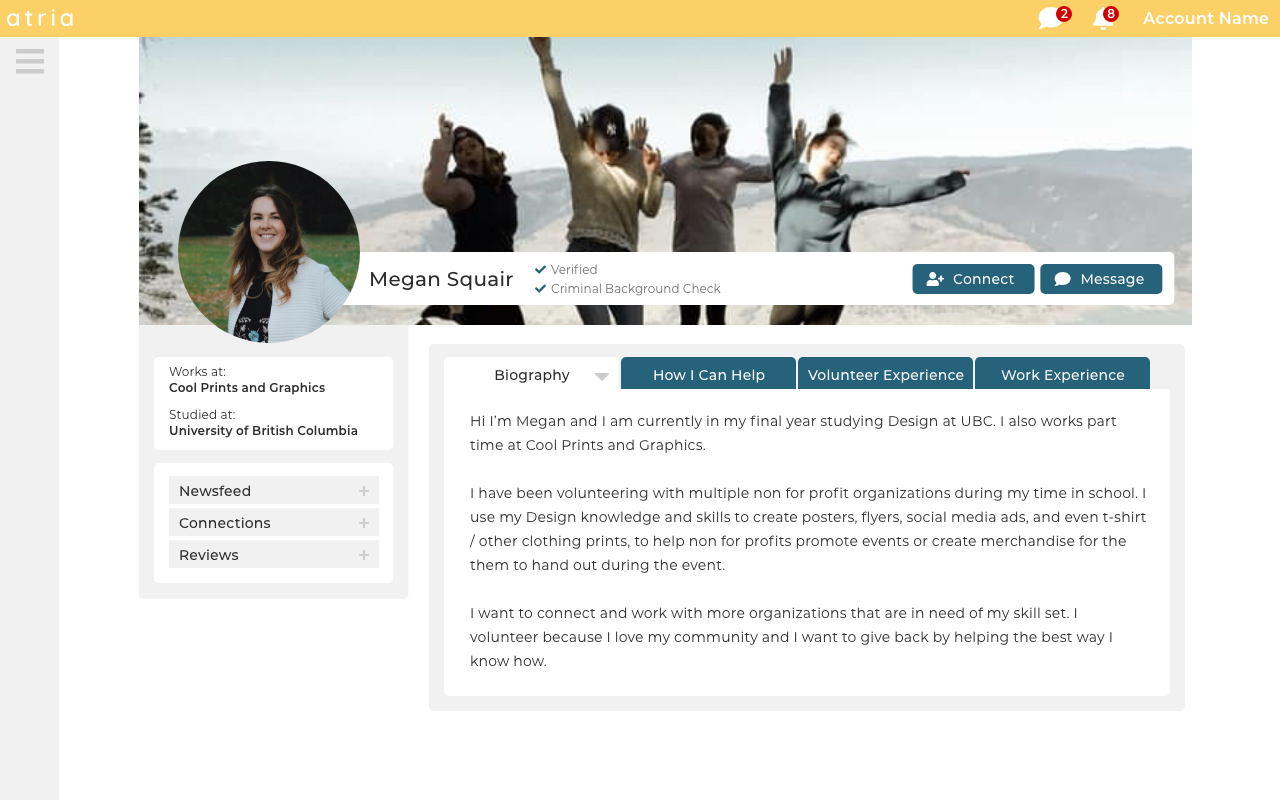 atria
2
8
Account Name
Megan Squair
Verified
Criminal Background Check
Connect
Message
Works at:
Cool Prints and Graphics
Studied at:
University of British Columbia
Newsfeed
Connections
Reviews
Biography
How I Can Help
Volunteer Experience
Work Experience
Hi I'm Megan and I am currently in my final year studying Design at UBC. I also works part
time at Cool Prints and Graphics.
I have been volunteering with multiple non for profit organizations during my time in school. I
use my Design knowledge and skills to create posters, flyers, social media ads, and even t-shirt
/ other clothing prints, to help non for profits promote events or create merchandise for the
them to hand out during the event.
I want to connect and work with more organizations that are in need of my skill set. I
volunteer because I love my community and I want to give back by helping the best way I
know how.